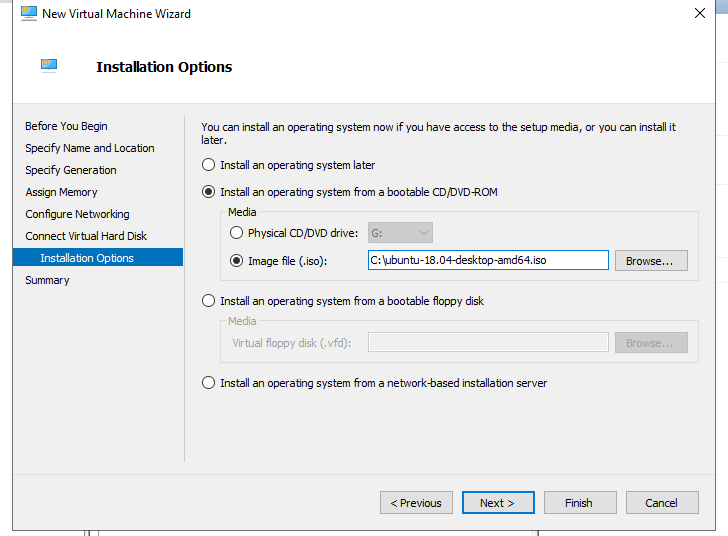 New Virtual Machine Wizard
Installation Options
Before You Begin
Specify Name and Location
Specify Generation
Assign Memory
Configure Networking
Connect Virtual Hard Disk
Installation Options
Summary
You can install an operating system now if you have access to the setup media, or you can install it
later.
Install an operating system later
Install an operating system from a bootable CD/DVD-ROM
Media
Physical CD/DVD drive: G:
Image file (.iso): C:\ubuntu-18.04-desktop-amd64.iso Browse...
Install an operating system from a bootable floppy disk
Media
Virtual floppy disk (.vfd): Browse...
Install an operating system from a network-based installation server
< Previous Next > Finish Cancel